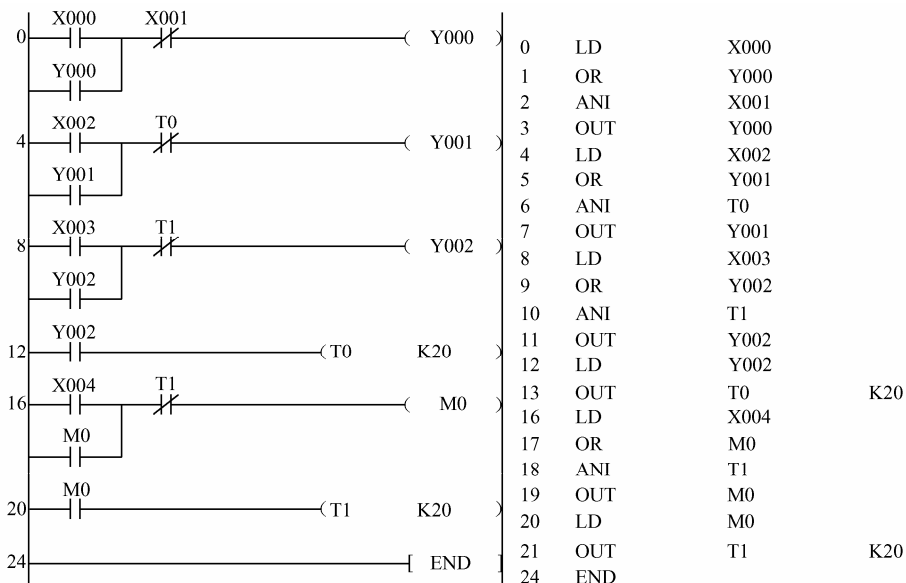 X000 X001
0 ( Y000 )
Y000
X002 T0
4 ( Y001 )
Y001
X003 T1
8 ( Y002 )
Y002
Y002
12 ( T0 K20 )
X004 T1
16 ( M0 )
M0
M0
20 ( T1 K20 )
24 [ END ]
0 LD X000
1 OR Y000
2 ANI X001
3 OUT Y000
4 LD X002
5 OR Y001
6 ANI T0
7 OUT Y001
8 LD X003
9 OR Y002
10 ANI T1
11 OUT Y002
12 LD Y002
13 OUT T0 K20
16 LD X004
17 OR M0
18 ANI T1
19 OUT M0
20 LD M0
21 OUT T1 K20
24 END